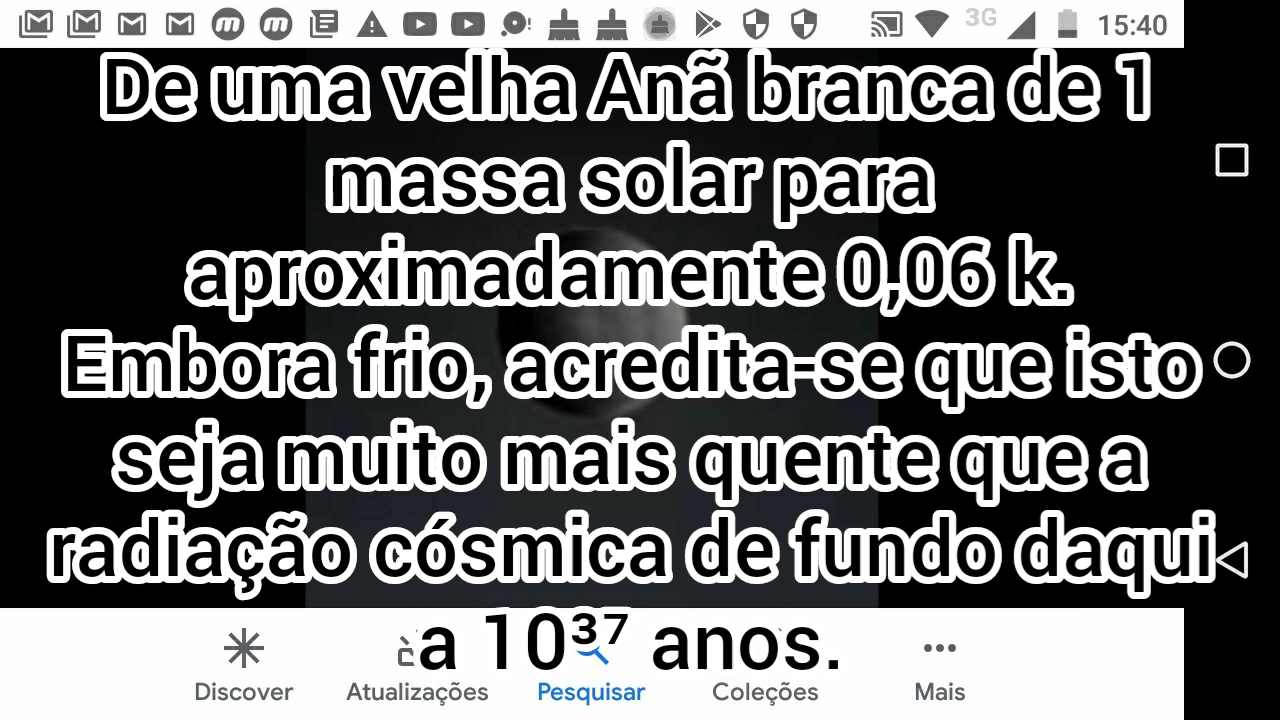 3G 15:40
De uma velha Anã branca de 1
massa solar para
aproximadamente 0,06 k.
Embora frio, acredita-se que isto
seja muito mais quente que a
radiação cósmica de fundo daqui
a 10³⁷ anos.
Discover Atualizações Pesquisar Coleções Mais